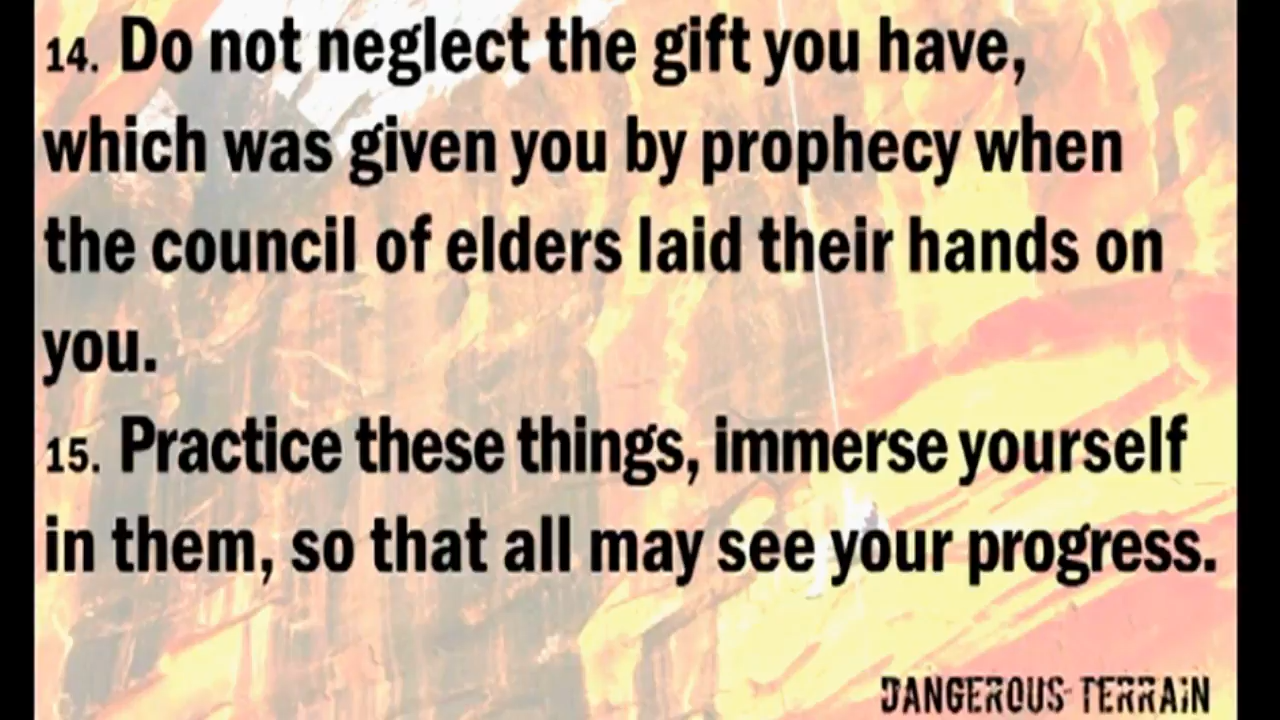 14. Do not neglect the gift you have,
which was given you by prophecy when
the council of elders laid their hands on
you.
15. Practice these things, immerse yourself
in them, so that all may see your progress.
DANGEROUS TERRAIN